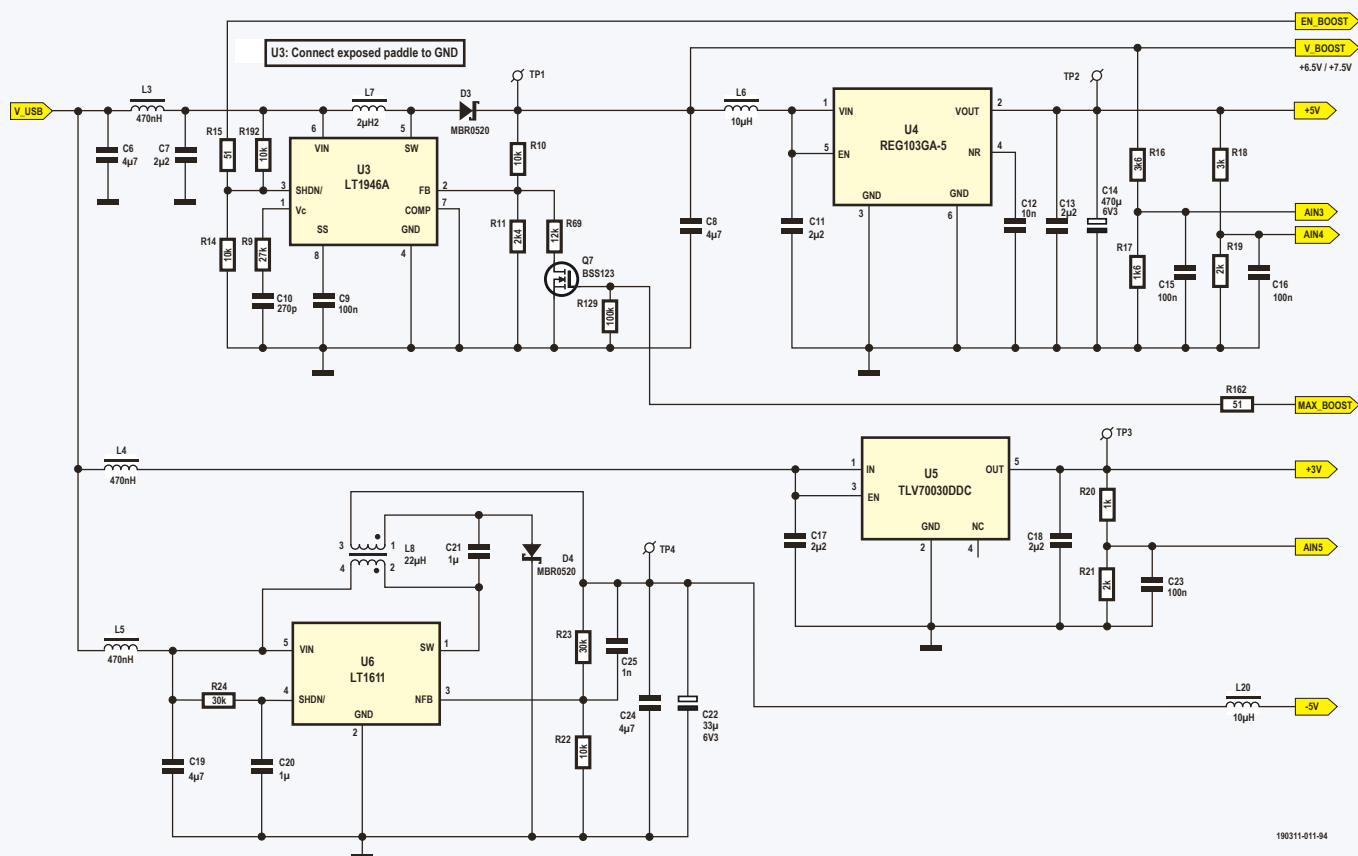 EN_BOOST
U3: Connect exposed paddle to GND
V_BOOST
+6.5V / +7.5V
V_USB
L3
470nH
L7
2µH2
D3
MBR0520
TP1
L6
10µH
TP2
+5V
C6
4µ7
C7
2µ2
R15
51
R192
10k
6
VIN
5
SW
U3
LT1946A
3
SHDN/
1
Vc
SS
8
FB
2
COMP
7
GND
4
R10
10k
R11
2k4
R69
12k
Q7
BSS123
R129
100k
R14
10k
R9
27k
C10
270p
C9
100n
C8
4µ7
C11
2µ2
1
VIN
5
EN
U4
REG103GA-5
VOUT
2
NR
4
GND
3
GND
6
C12
10n
C13
2µ2
C14
470µ
6V3
R16
3k6
R18
3k
AIN3
AIN4
R17
1k6
R19
2k
C15
100n
C16
100n
R162
51
MAX_BOOST
L4
470nH
TP3
1
IN
3
EN
U5
TLV70030DDC
OUT
5
GND
2
NC
4
+3V
C17
2µ2
C18
2µ2
R20
1k
R21
2k
AIN5
C23
100n
3
1
4
2
L8
22µH
C21
1µ
D4
MBR0520
TP4
L5
470nH
5
VIN
SW
1
U6
LT1611
4
SHDN/
NFB
3
GND
2
R24
30k
R23
30k
C25
1n
R22
10k
C24
4µ7
C22
33µ
6V3
L20
10µH
-5V
C19
4µ7
C20
1µ
190311-011-94